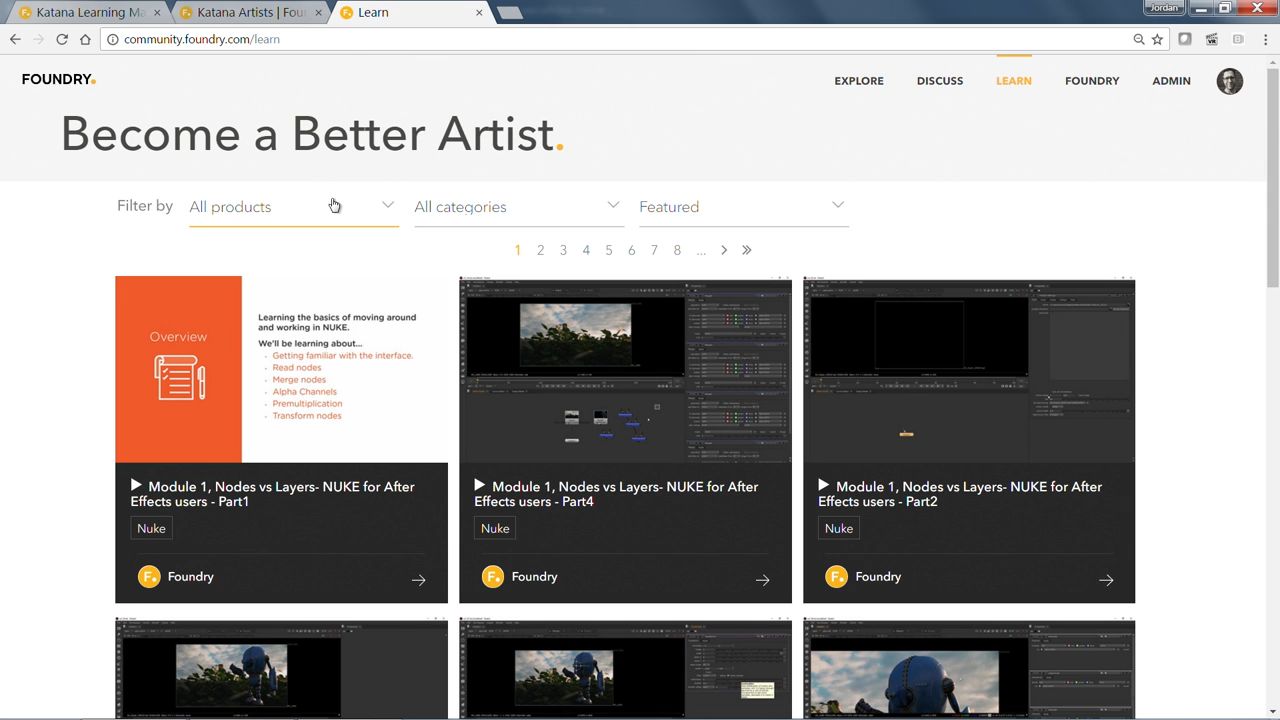 Katana Learning Ma
Katana Artists | Foun
Learn
Jordan
community.foundry.com/learn
FOUNDRY.
EXPLORE
DISCUSS
LEARN
FOUNDRY
ADMIN
Become a Better Artist.
Filter by
All products
All categories
Featured
1 2 3 4 5 6 7 8 ...
Overview
Learning the basics of moving around
and working in NUKE.
We'll be learning about...
- Getting familiar with the interface.
- Read nodes
- Merge nodes
- Alpha Channels
- Premultiplication
- Transform nodes
Module 1, Nodes vs Layers- NUKE for After
Effects users - Part1
Nuke
F. Foundry
Module 1, Nodes vs Layers- NUKE for After
Effects users - Part4
Nuke
F. Foundry
Module 1, Nodes vs Layers- NUKE for After
Effects users - Part2
Nuke
F. Foundry